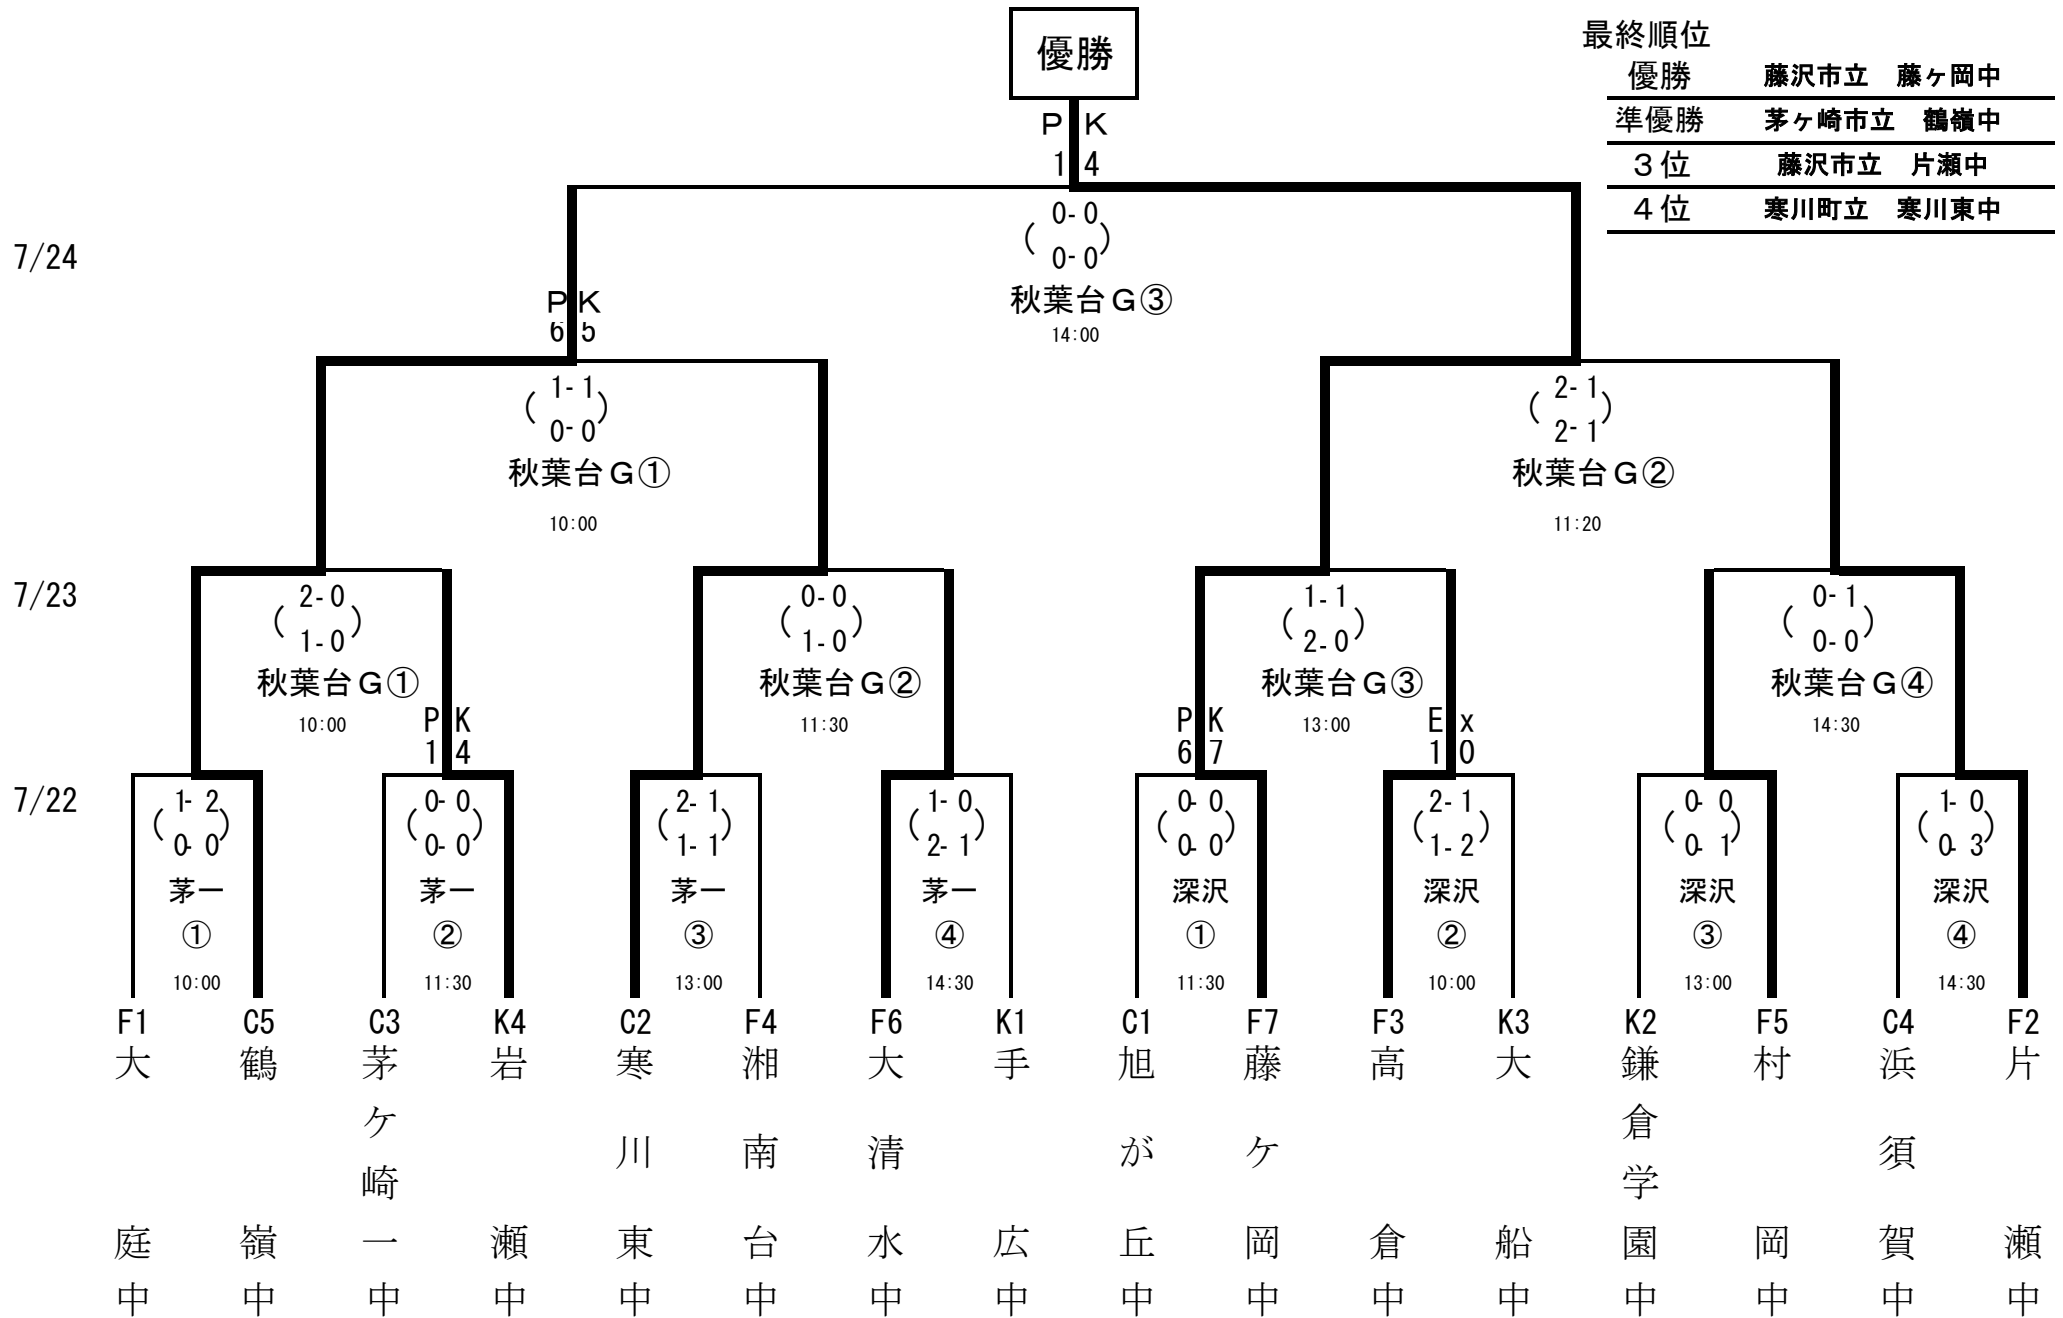 優勝
最終順位
優勝 藤沢市立 藤ヶ岡中
準優勝 茅ヶ崎市立 鶴嶺中
３位 藤沢市立 片瀬中
４位 寒川町立 寒川東中
ＰＫ
1 4
7/24
0-0
( )
0-0
秋葉台Ｇ③
14:00
ＰＫ
6 5
1-1
( )
0-0
秋葉台Ｇ①
10:00
2-1
( )
2-1
秋葉台Ｇ②
11:20
7/23
2-0
( )
1-0
秋葉台Ｇ①
10:00
0-0
( )
1-0
秋葉台Ｇ②
11:30
1-1
( )
2-0
秋葉台Ｇ③
13:00
0-1
( )
0-0
秋葉台Ｇ④
14:30
PK
1 4
PK
6 7
Ex
1 0
7/22
1-2
( )
0-0
茅一
①
10:00
0-0
( )
0-0
茅一
②
11:30
2-1
( )
1-1
茅一
③
13:00
1-0
( )
2-1
茅一
④
14:30
0-0
( )
0-0
深沢
①
11:30
2-1
( )
1-2
深沢
②
10:00
0-0
( )
0-1
深沢
③
13:00
1-0
( )
0-3
深沢
④
14:30
F1
大庭中
C5
鶴嶺中
C3
茅ケ崎一中
K4
岩瀬中
C2
寒川東中
F4
湘南台中
F6
大清水中
K1
手広中
C1
旭が丘中
F7
藤ケ岡中
F3
高倉中
K3
大船中
K2
鎌倉学園中
F5
村岡中
C4
浜須賀中
F2
片瀬中